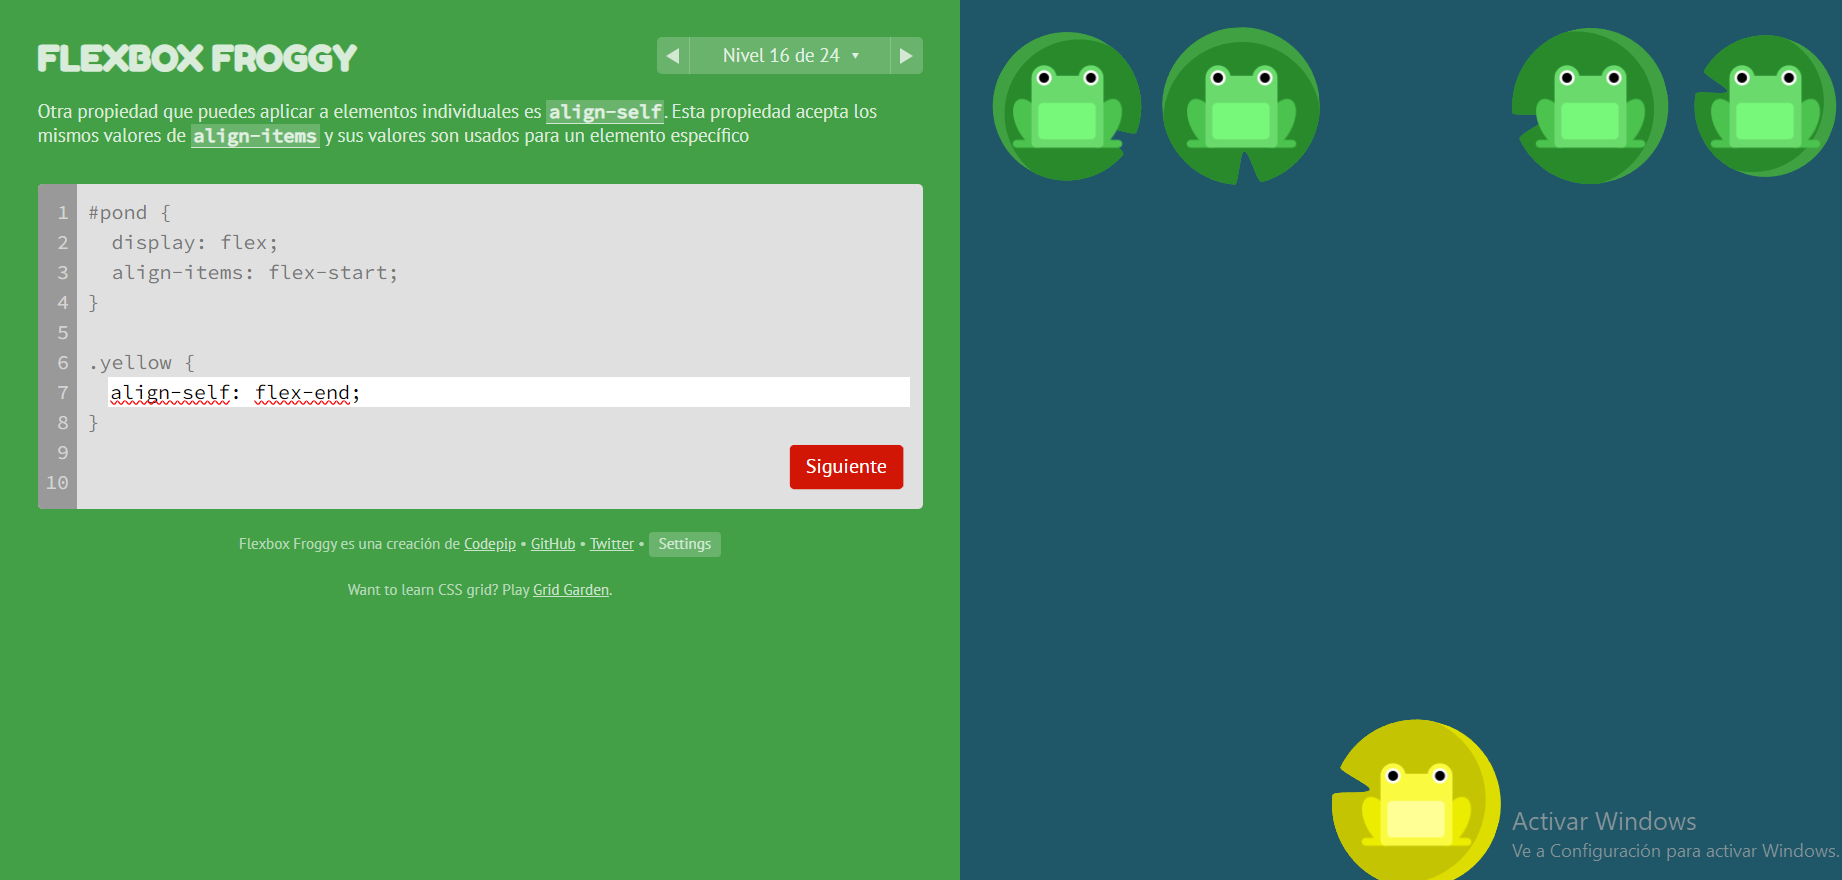 FLEXBOX FROGGY
◀ Nivel 16 de 24 ▼ ▶
Otra propiedad que puedes aplicar a elementos individuales es align-self. Esta propiedad acepta los
mismos valores de align-items y sus valores son usados para un elemento específico
1 #pond {
2 display: flex;
3 align-items: flex-start;
4 }
5
6 .yellow {
7 align-self: flex-end;
8 }
9
10
Siguiente
Flexbox Froggy es una creación de Codepip • GitHub • Twitter • Settings
Want to learn CSS grid? Play Grid Garden.
Activar Windows
Ve a Configuración para activar Windows.